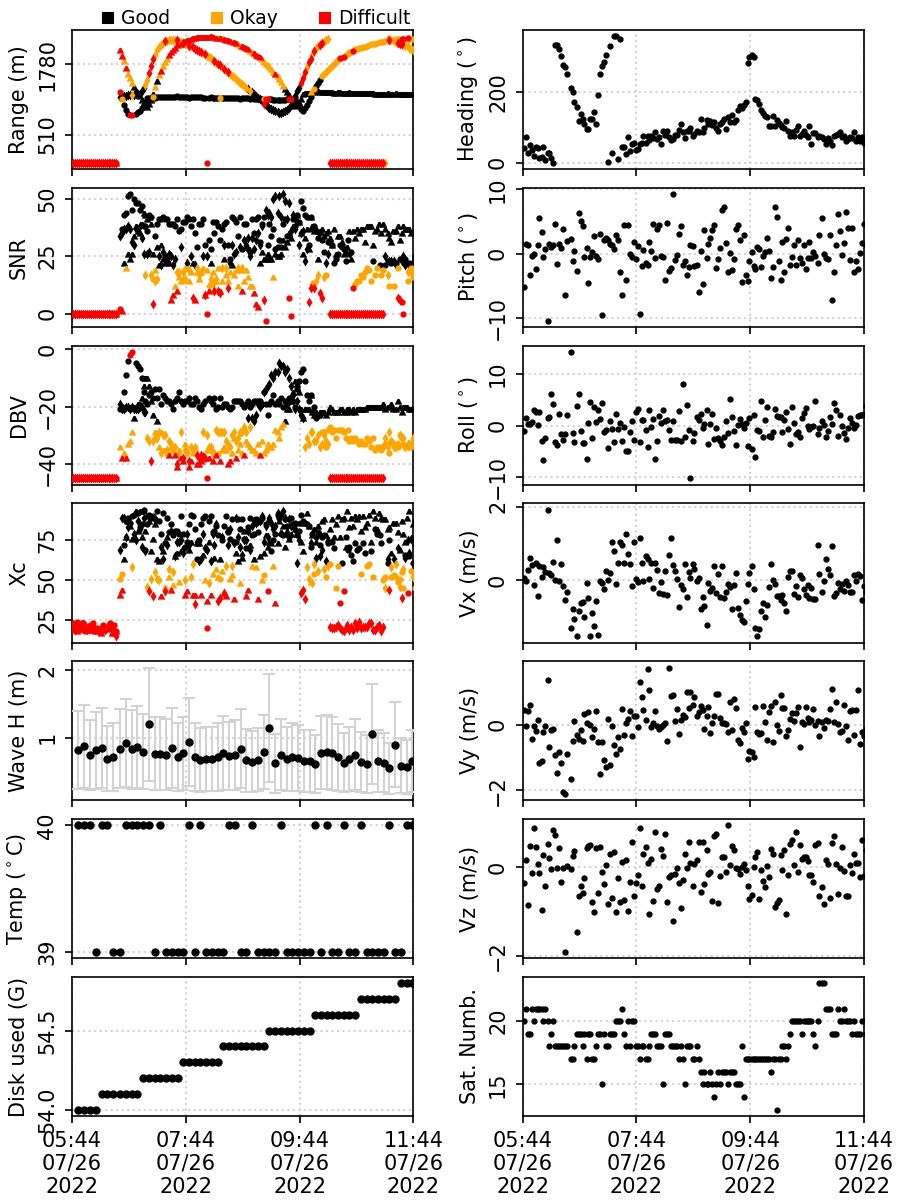 Good Okay Difficult
Range (m)
1780
510
Heading (°)
200
0
SNR
50
25
0
Pitch (°)
10
0
−10
DBV
0
−20
−40
Roll (°)
10
0
−10
Xc
75
50
25
Vx (m/s)
2
0
Wave H (m)
2
1
Vy (m/s)
0
−2
Temp (°C)
40
39
Vz (m/s)
0
−2
Disk used (G)
54.5
54.0
Sat. Numb.
20
15
05:44 07:44 09:44 11:44
07/26 07/26 07/26 07/26
2022 2022 2022 2022
05:44 07:44 09:44 11:44
07/26 07/26 07/26 07/26
2022 2022 2022 2022